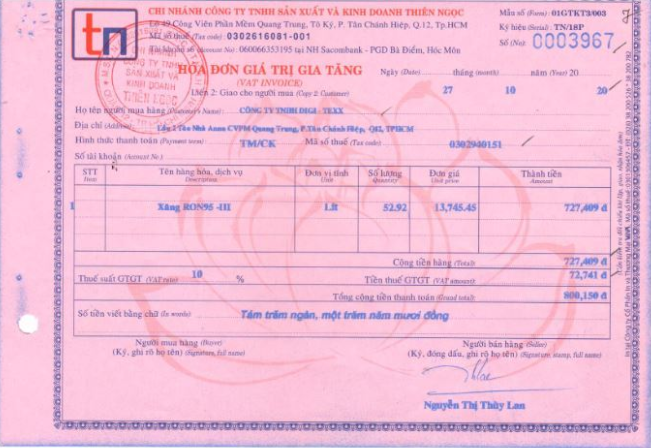 CHI NHÁNH CÔNG TY TNHH SẢN XUẤT VÀ KINH DOANH THIÊN NGỌC
Lô 49 Công Viên Phần Mềm Quang Trung, Tô Ký, P. Tân Chánh Hiệp, Q.12, Tp.HCM
Mã số thuế (Tax code): 0302616081-001
060066353195 tại NH Sacombank - PGD Bà Điểm, Hóc Môn
Mẫu số (Form): 01GTKT3/003
Ký hiệu (Serial): TN/18P
Số (No): 0003967
tn
CÔNG TY TNHH
SẢN XUẤT VÀ
KINH DOANH
HÓA ĐƠN GIÁ TRỊ GIA TĂNG
(VAT INVOICE)
Liên 2: Giao cho người mua (Copy 2: Customer)
Ngày (Date) tháng (month) năm (Year) 20
27 10 20
Họ tên người mua hàng (Customer's Name): CÔNG TY TNHH DIGI - TEXX
Địa chỉ (Address): Lầu 2 Tòa Nhà Anna CVPM Quang Trung, P.Tân Chánh Hiệp, Q12, TPHCM
Hình thức thanh toán (Payment term) TM/CK Mã số thuế (Tax code) 0302940151
Số tài khoản (Account No)
STT Tên hàng hóa, dịch vụ Đơn vị tính Số lượng Đơn giá Thành tiền
Item Description Unit Quantity Unit price Amount
1 Xăng RON95 -III Lít 52.92 13,745.45 727,409 đ
Cộng tiền hàng (Total): 727,409 đ
Thuế suất GTGT (VAT rate) 10 % Tiền thuế GTGT (VAT amount): 72,741 đ
Tổng cộng tiền thanh toán (Grand total): 800,150 đ
Số tiền viết bằng chữ (In words) Tám trăm ngàn, một trăm năm mươi đồng
Người mua hàng (Buyer) Người bán hàng (Seller)
(Ký, ghi rõ họ tên) (Signature, full name) (Ký, đóng dấu, ghi rõ họ tên) (Signature, stamp, full name)
Nguyễn Thị Thùy Lan